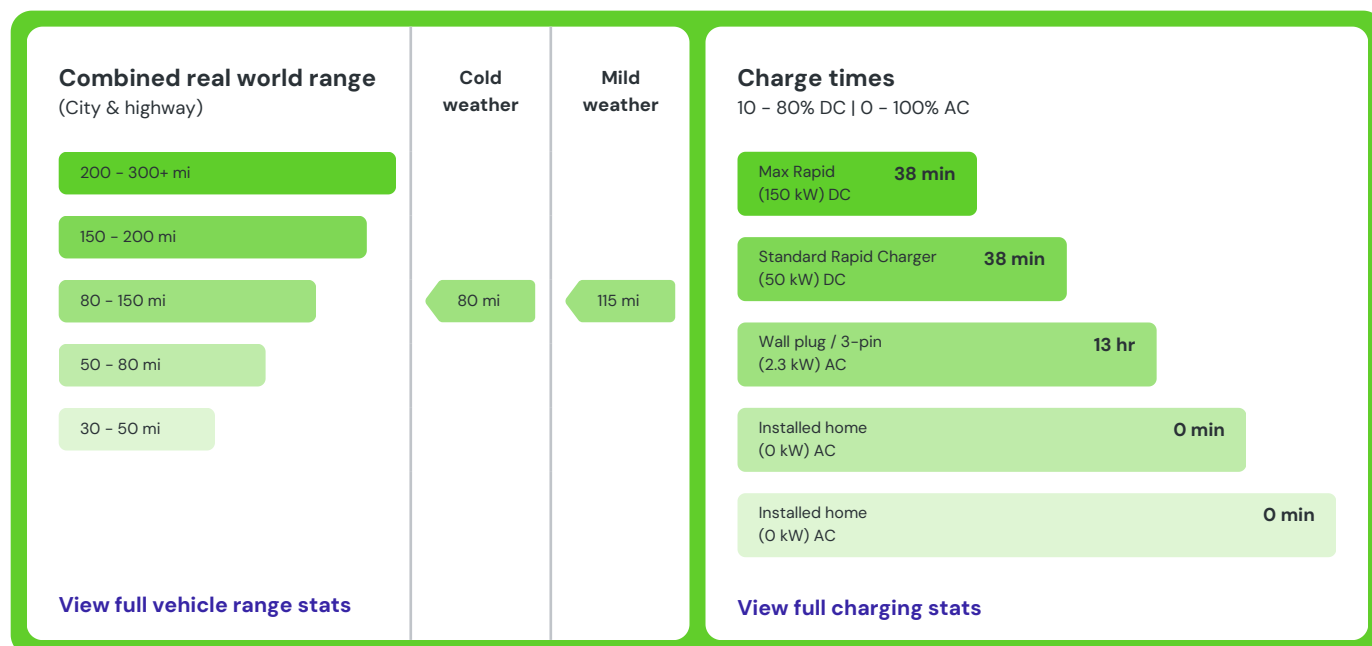 Combined real world range
(City & highway)
Cold
weather
Mild
weather
200 - 300+ mi
150 - 200 mi
80 - 150 mi
80 mi
115 mi
50 - 80 mi
30 - 50 mi
View full vehicle range stats
Charge times
10 - 80% DC | 0 - 100% AC
Max Rapid
(150 kW) DC
38 min
Standard Rapid Charger
(50 kW) DC
38 min
Wall plug / 3-pin
(2.3 kW) AC
13 hr
Installed home
(0 kW) AC
0 min
Installed home
(0 kW) AC
0 min
View full charging stats